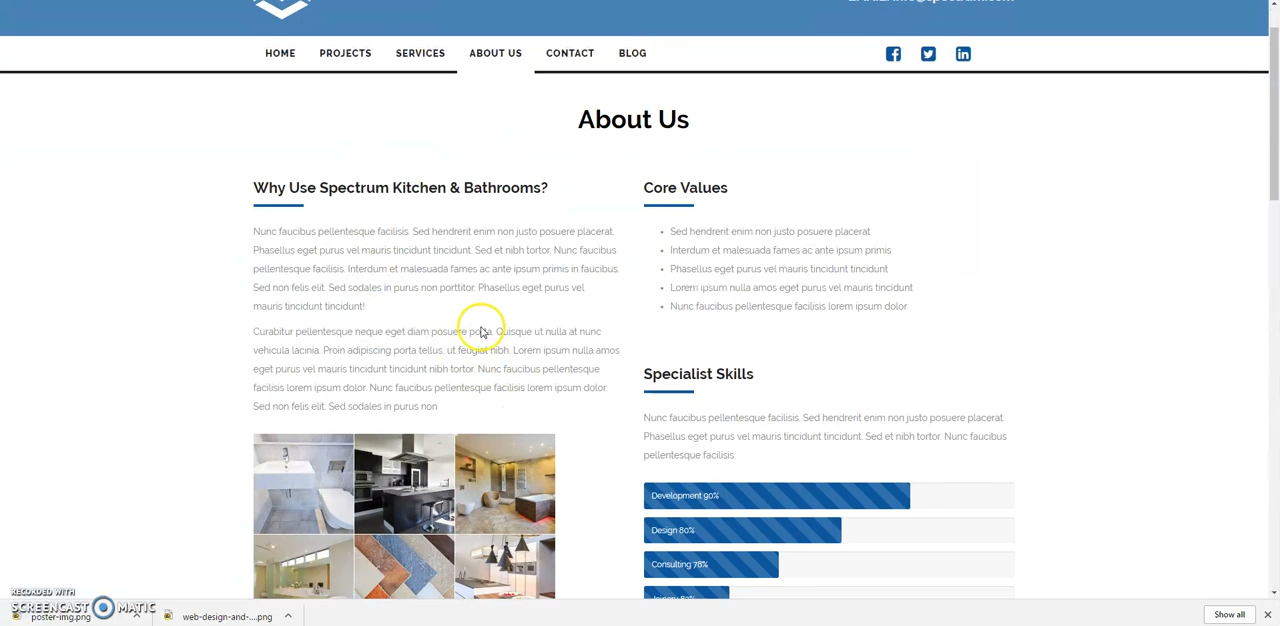 HOME PROJECTS SERVICES ABOUT US CONTACT BLOG
About Us
Why Use Spectrum Kitchen & Bathrooms?
Nunc faucibus pellentesque facilisis. Sed hendrerit enim non justo posuere placerat.
Phasellus eget purus vel mauris tincidunt tincidunt. Sed et nibh tortor. Nunc faucibus
pellentesque facilisis. Interdum et malesuada fames ac ante ipsum primis in faucibus.
Sed non felis elit. Sed sodales in purus non porttitor. Phasellus eget purus vel
mauris tincidunt tincidunt!
Curabitur pellentesque neque eget diam posuere porta. Quisque ut nulla at nunc
vehicula lacinia. Proin adipiscing porta tellus, ut feugiat nibh. Lorem ipsum nulla amos
eget purus vel mauris tincidunt tincidunt nibh tortor. Nunc faucibus pellentesque
facilisis lorem ipsum dolor. Nunc faucibus pellentesque facilisis lorem ipsum dolor.
Sed non felis elit. Sed sodales in purus non
Core Values
Sed hendrerit enim non justo posuere placerat
Interdum et malesuada fames ac ante ipsum primis
Phasellus eget purus vel mauris tincidunt tincidunt
Lorem ipsum nulla amos eget purus vel mauris tincidunt
Nunc faucibus pellentesque facilisis lorem ipsum dolor
Specialist Skills
Nunc faucibus pellentesque facilisis. Sed hendrerit enim non justo posuere placerat.
Phasellus eget purus vel mauris tincidunt tincidunt. Sed et nibh tortor. Nunc faucibus
pellentesque facilisis.
Development 90%
Design 80%
Consulting 78%
RECORDED WITH
SCREENCAST MATIC
poster-img.png
web-design-and-....png
Show all